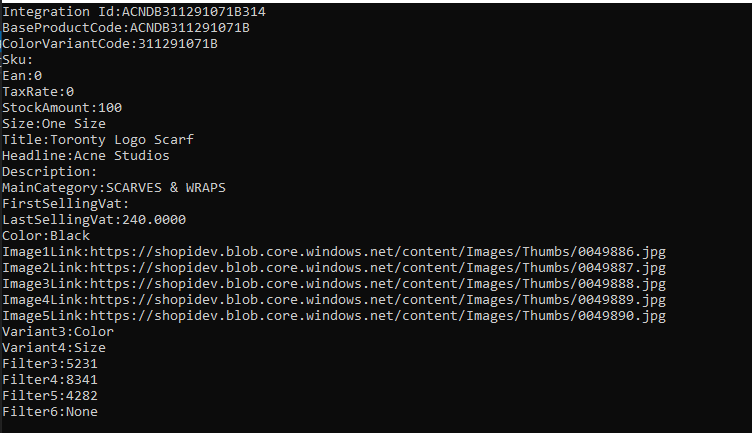 Integration Id:ACNDB311291071B314
BaseProductCode:ACNDB311291071B
ColorVariantCode:311291071B
Sku:
Ean:0
TaxRate:0
StockAmount:100
Size:One Size
Title:Toronty Logo Scarf
Headline:Acne Studios
Description:
MainCategory:SCARVES & WRAPS
FirstSellingVat:
LastSellingVat:240.0000
Color:Black
Image1Link:https://shopidev.blob.core.windows.net/content/Images/Thumbs/0049886.jpg
Image2Link:https://shopidev.blob.core.windows.net/content/Images/Thumbs/0049887.jpg
Image3Link:https://shopidev.blob.core.windows.net/content/Images/Thumbs/0049888.jpg
Image4Link:https://shopidev.blob.core.windows.net/content/Images/Thumbs/0049889.jpg
Image5Link:https://shopidev.blob.core.windows.net/content/Images/Thumbs/0049890.jpg
Variant3:Color
Variant4:Size
Filter3:5231
Filter4:8341
Filter5:4282
Filter6:None